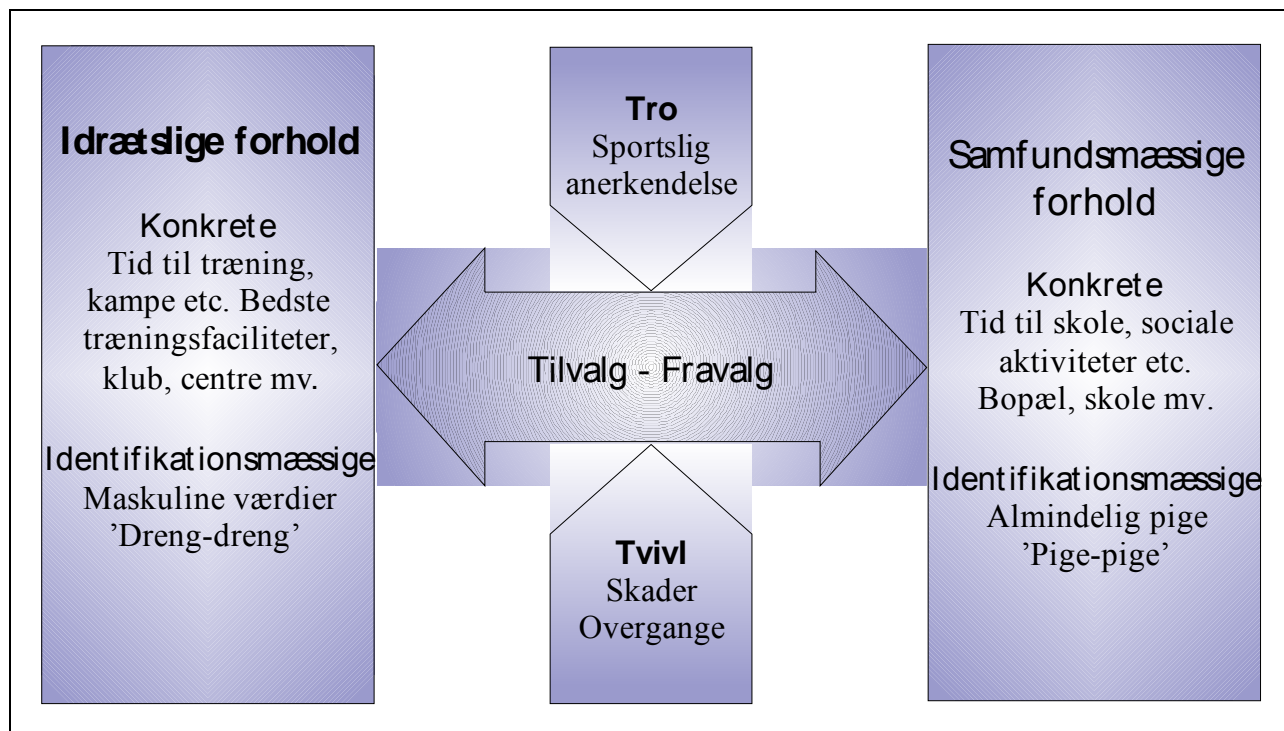 Idrætslige forhold
Konkrete
Tid til træning,
kampe etc. Bedste
træningsfaciliteter,
klub, centre mv.
Identifikationsmæssige
Maskuline værdier
’Dreng-dreng’
Tro
Sportslig
anerkendelse
Tilvalg - Fravalg
Tvivl
Skader
Overgange
Samfundsmæssige
forhold
Konkrete
Tid til skole, sociale
aktiviteter etc.
Bopæl, skole mv.
Identifikationsmæssige
Almindelig pige
’Pige-pige’